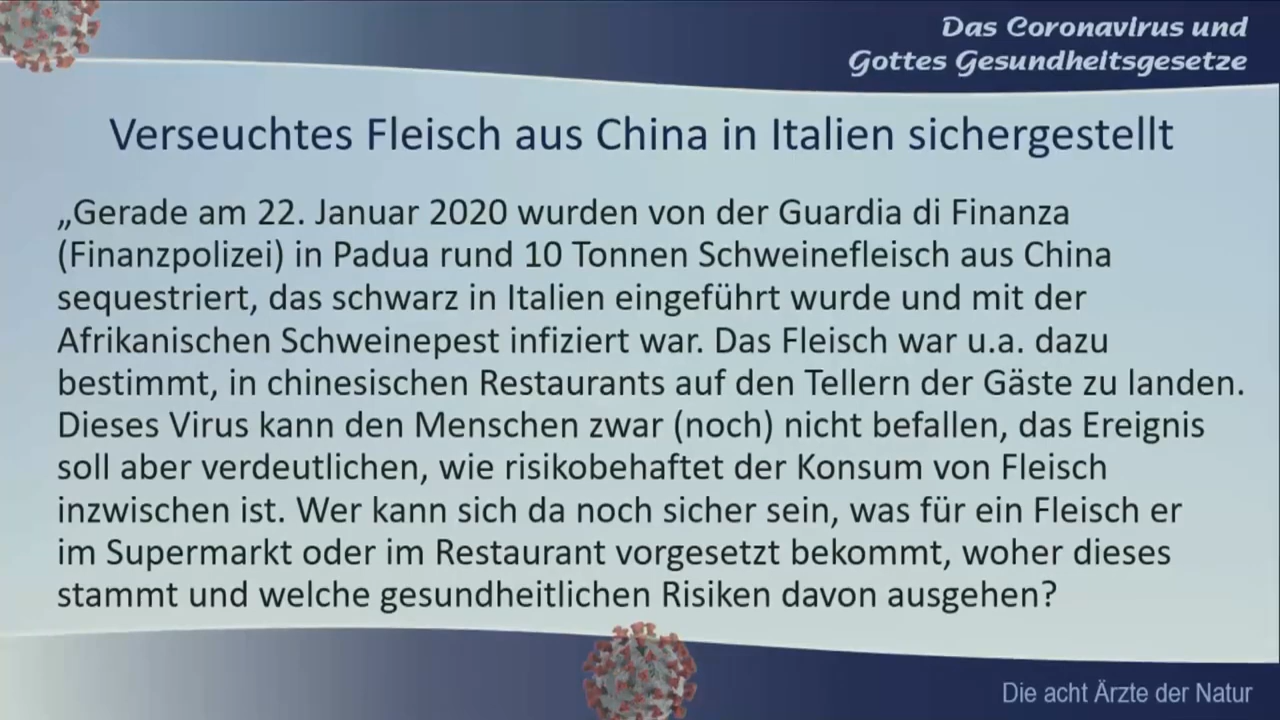 Das Coronavirus und
Gottes Gesundheitsgesetze
Verseuchtes Fleisch aus China in Italien sichergestellt
„Gerade am 22. Januar 2020 wurden von der Guardia di Finanza
(Finanzpolizei) in Padua rund 10 Tonnen Schweinefleisch aus China
sequestriert, das schwarz in Italien eingeführt wurde und mit der
Afrikanischen Schweinepest infiziert war. Das Fleisch war u.a. dazu
bestimmt, in chinesischen Restaurants auf den Tellern der Gäste zu landen.
Dieses Virus kann den Menschen zwar (noch) nicht befallen, das Ereignis
soll aber verdeutlichen, wie risikobehaftet der Konsum von Fleisch
inzwischen ist. Wer kann sich da noch sicher sein, was für ein Fleisch er
im Supermarkt oder im Restaurant vorgesetzt bekommt, woher dieses
stammt und welche gesundheitlichen Risiken davon ausgehen?
Die acht Ärzte der Natur